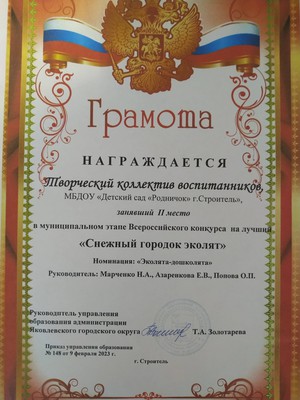 Грамота
НАГРАЖДАЕТСЯ
Творческий коллектив воспитанников,
МБДОУ «Детский сад «Родничок» г.Строитель»,
занявший II место
в муниципальном этапе Всероссийского конкурса на лучший
«Снежный городок эколят»
Номинация: «Эколята-дошколята»
Руководитель: Марченко Н.А., Азаренкова Е.В., Попова О.П.
Руководитель управления
образования администрации
Яковлевского городского округа Т.А. Золотарева
Приказ управления образования
№ 148 от 9 февраля 2023 г.
г. Строитель